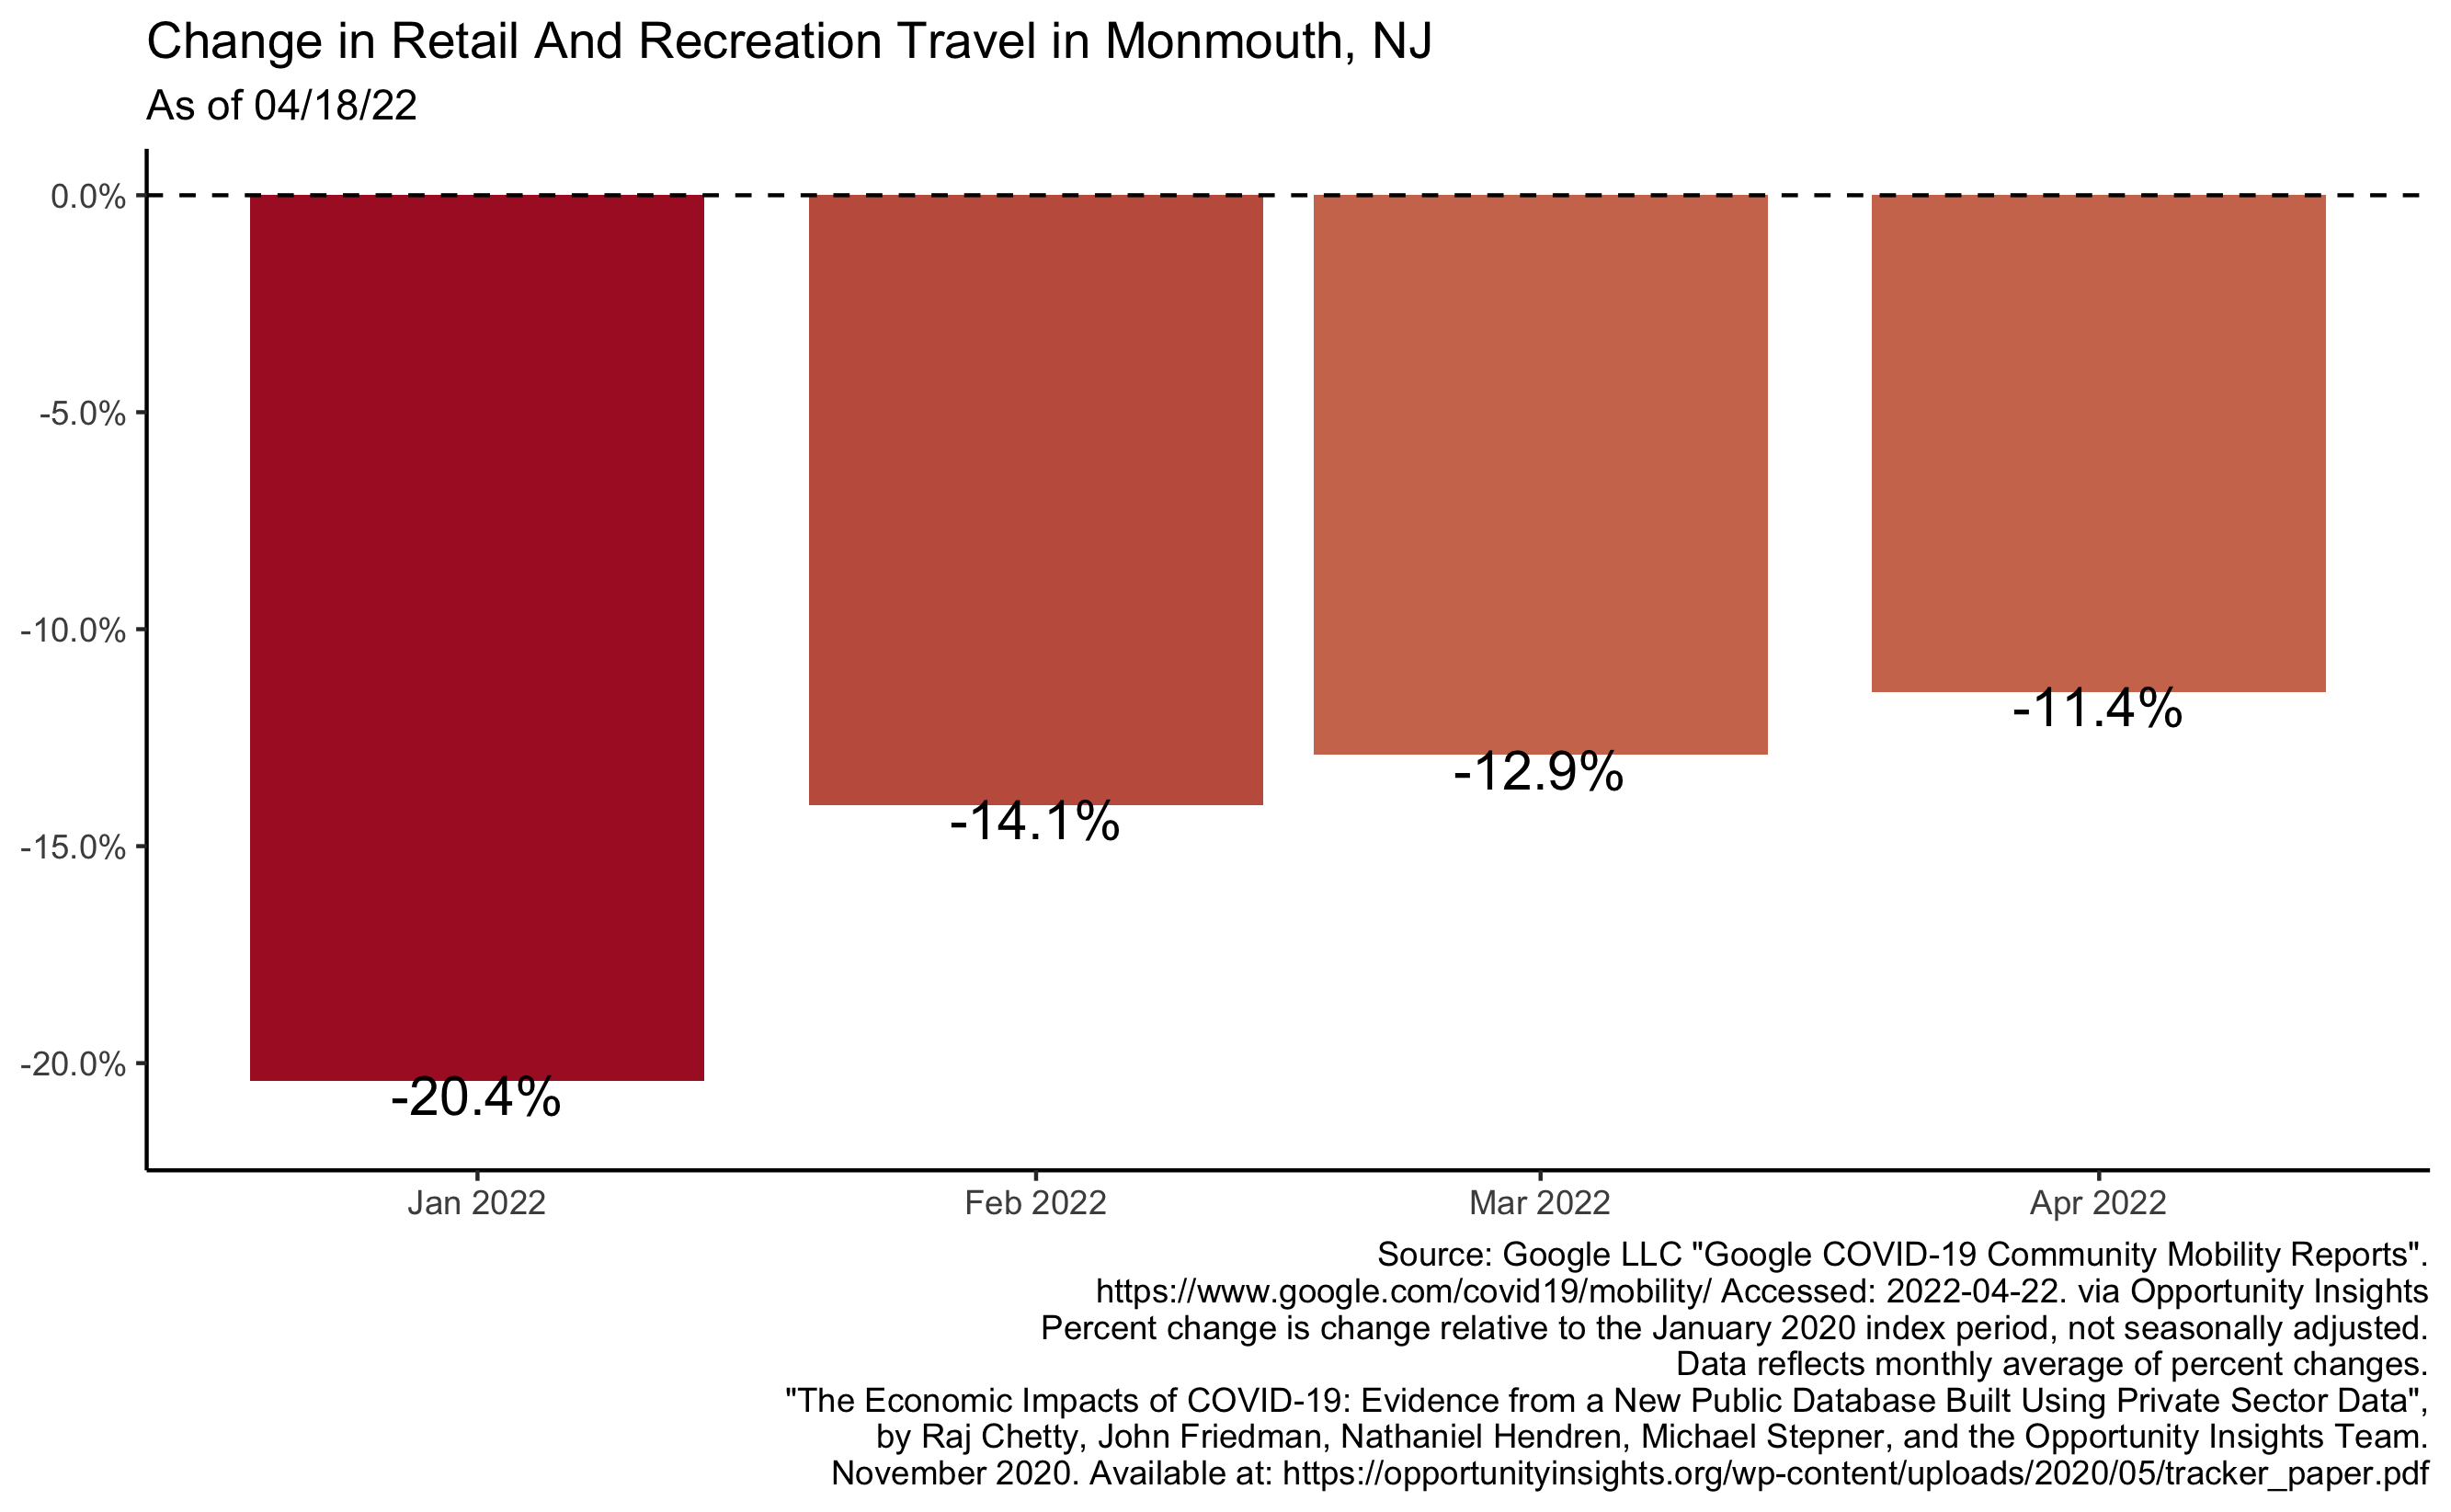 Change in Retail And Recreation Travel in Monmouth, NJ
As of 04/18/22
0.0%
-5.0%
-10.0%
-15.0%
-20.0%
-20.4%
-14.1%
-12.9%
-11.4%
Jan 2022
Feb 2022
Mar 2022
Apr 2022
Source: Google LLC "Google COVID-19 Community Mobility Reports".
https://www.google.com/covid19/mobility/ Accessed: 2022-04-22. via Opportunity Insights
Percent change is change relative to the January 2020 index period, not seasonally adjusted.
Data reflects monthly average of percent changes.
"The Economic Impacts of COVID-19: Evidence from a New Public Database Built Using Private Sector Data",
by Raj Chetty, John Friedman, Nathaniel Hendren, Michael Stepner, and the Opportunity Insights Team.
November 2020. Available at: https://opportunityinsights.org/wp-content/uploads/2020/05/tracker_paper.pdf